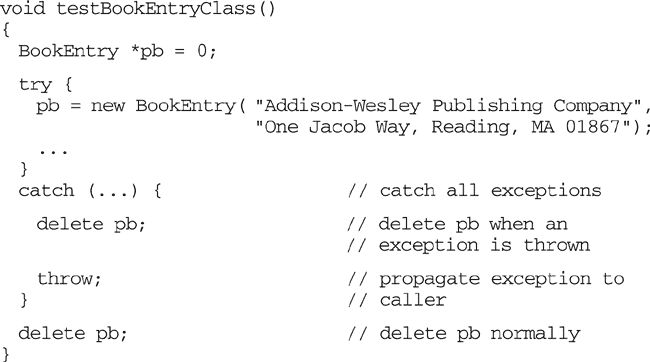 void testBookEntryClass()
{
BookEntry *pb = 0;
try {
pb = new BookEntry( "Addison-Wesley Publishing Company",
"One Jacob Way, Reading, MA 01867");
...
}
catch (...) { // catch all exceptions
delete pb; // delete pb when an
// exception is thrown
throw; // propagate exception to
} // caller
delete pb; // delete pb normally
}